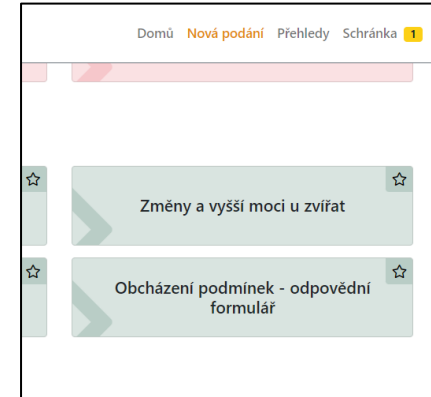 Domů Nová podání Přehledy Schránka 1
Změny a vyšší moci u zvířat
Obcházení podmínek - odpovědní
formulář